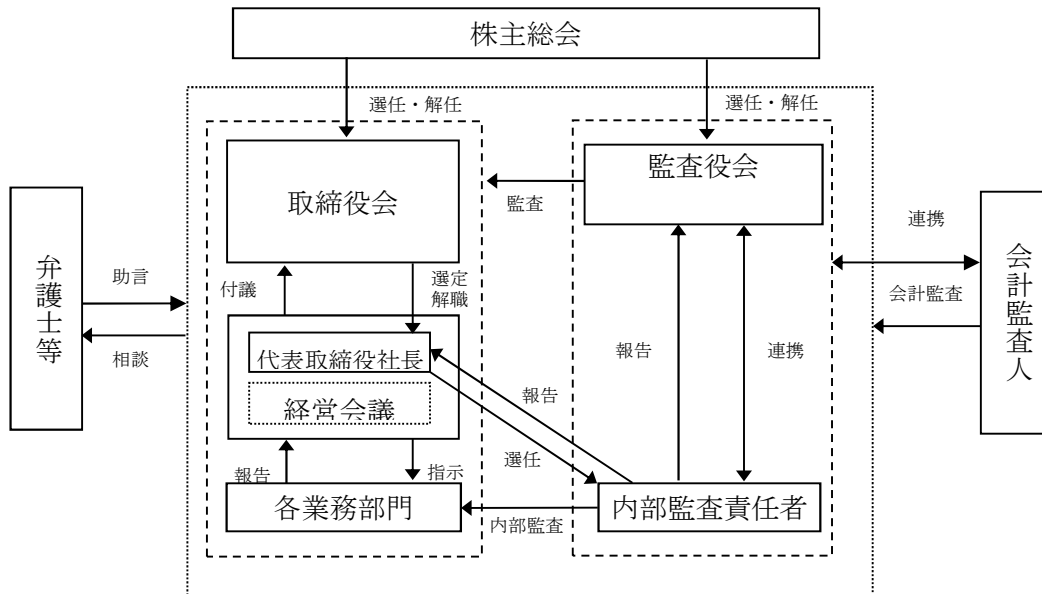 株主総会
選任・解任
選任・解任
取締役会
監査役会
監査
連携
会計監査人
会計監査
弁護士等
助言
相談
付議
選定
解職
代表取締役社長
経営会議
報告
連携
報告
選任
報告
指示
各業務部門
内部監査
内部監査責任者